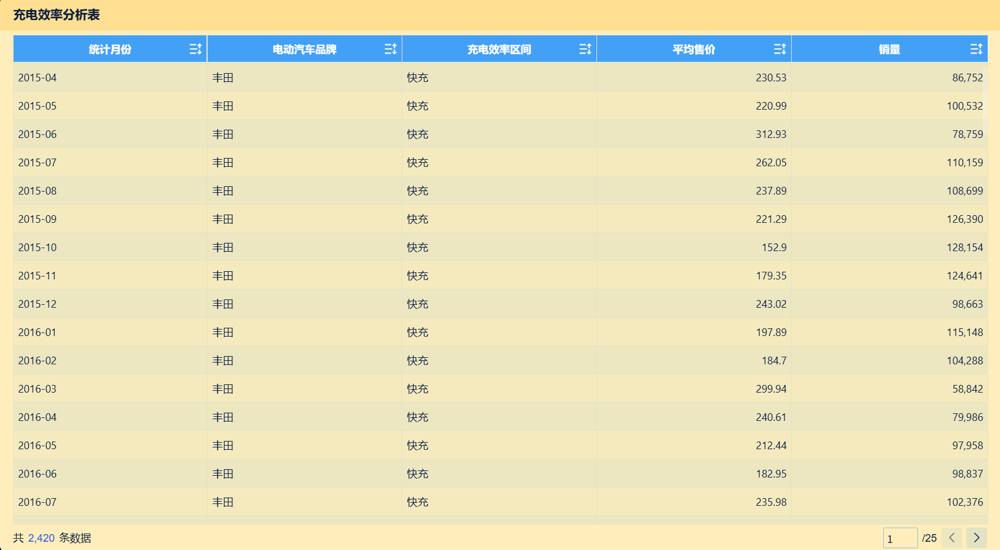 充电效率分析表
统计月份 电动汽车品牌 充电效率区间 平均售价 销量
2015-04 丰田 快充 230.53 86,752
2015-05 丰田 快充 220.99 100,532
2015-06 丰田 快充 312.93 78,759
2015-07 丰田 快充 262.05 110,159
2015-08 丰田 快充 237.89 108,699
2015-09 丰田 快充 221.29 126,390
2015-10 丰田 快充 152.9 128,154
2015-11 丰田 快充 179.35 124,641
2015-12 丰田 快充 243.02 98,663
2016-01 丰田 快充 197.89 115,148
2016-02 丰田 快充 184.7 104,288
2016-03 丰田 快充 299.94 58,842
2016-04 丰田 快充 240.61 79,986
2016-05 丰田 快充 212.44 97,958
2016-06 丰田 快充 182.95 98,837
2016-07 丰田 快充 235.98 102,376
共 2,420 条数据 1 /25